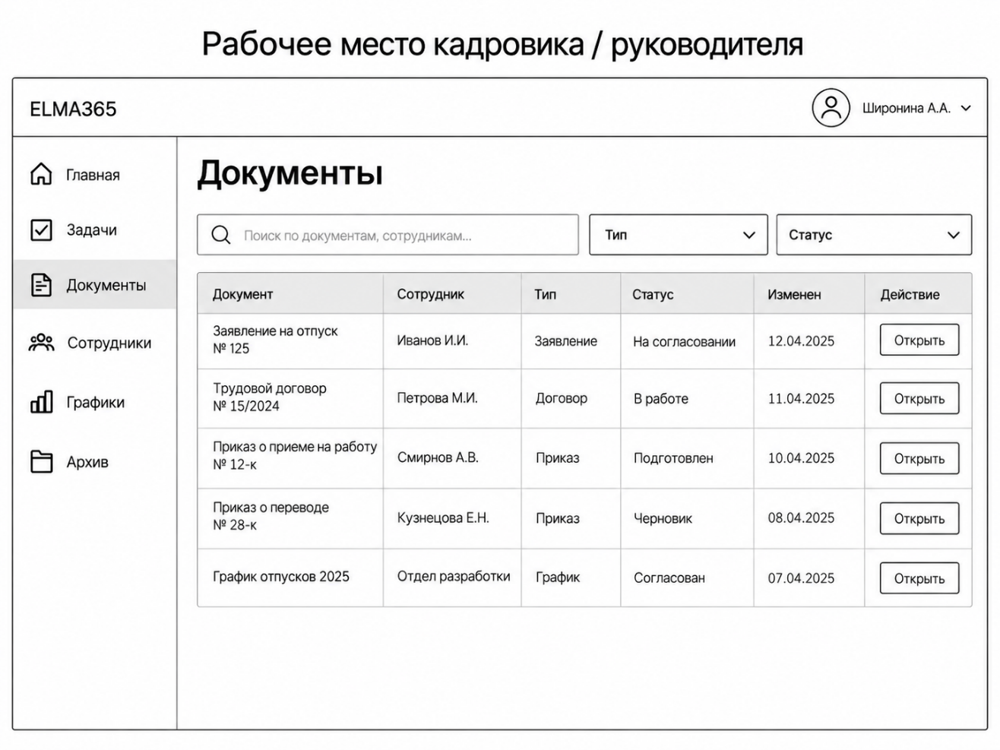 Рабочее место кадровика / руководителя
ELMA365
Широнина А.А.
Главная
Задачи
Документы
Сотрудники
Графики
Архив
Документы
Поиск по документам, сотрудникам...
Тип
Статус
Документ Сотрудник Тип Статус Изменен Действие
Заявление на отпуск
№ 125
Иванов И.И. Заявление На согласовании 12.04.2025 Открыть
Трудовой договор
№ 15/2024
Петрова М.И. Договор В работе 11.04.2025 Открыть
Приказ о приеме на работу
№ 12-к
Смирнов А.В. Приказ Подготовлен 10.04.2025 Открыть
Приказ о переводе
№ 28-к
Кузнецова Е.Н. Приказ Черновик 08.04.2025 Открыть
График отпусков 2025 Отдел разработки График Согласован 07.04.2025 Открыть